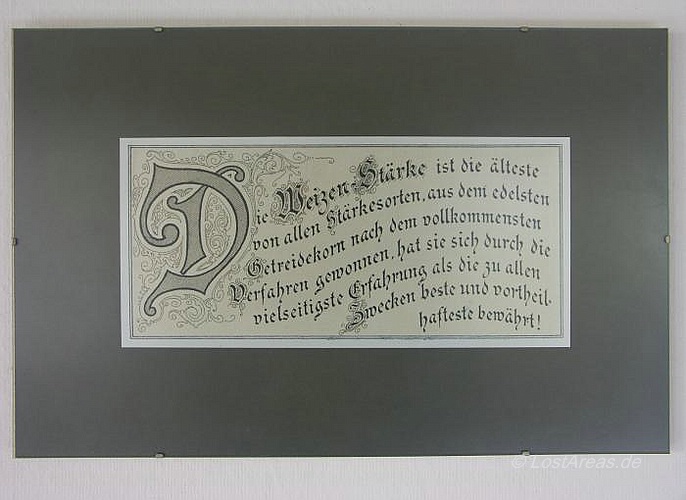 Die Weizen-Stärke ist die älteste
von allen Stärkesorten, aus dem edelsten
Getreidekorn nach dem vollkommensten
Verfahren gewonnen, hat sie sich durch die
vielseitigste Erfahrung als die zu allen
Zwecken beste und vortheil-
hafteste bewährt!
© LostAreas.de